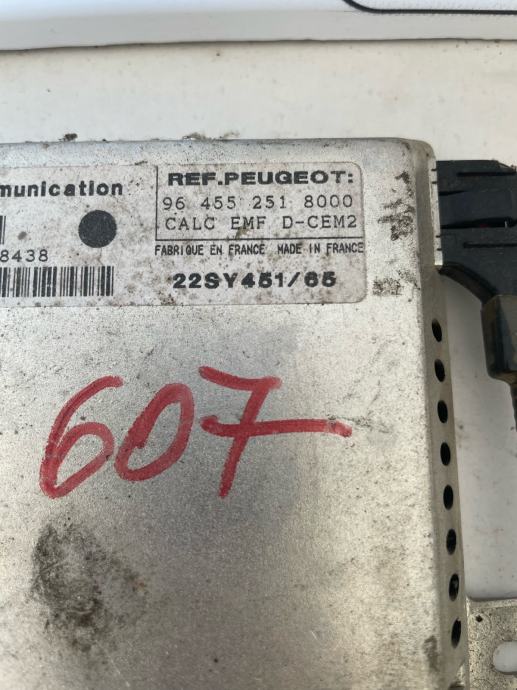 munication
REF.PEUGEOT:
96 455 251 8000
CALC EMF D-CEM2
8438
FABRIQUE EN FRANCE MADE IN FRANCE
22SY451/65
607